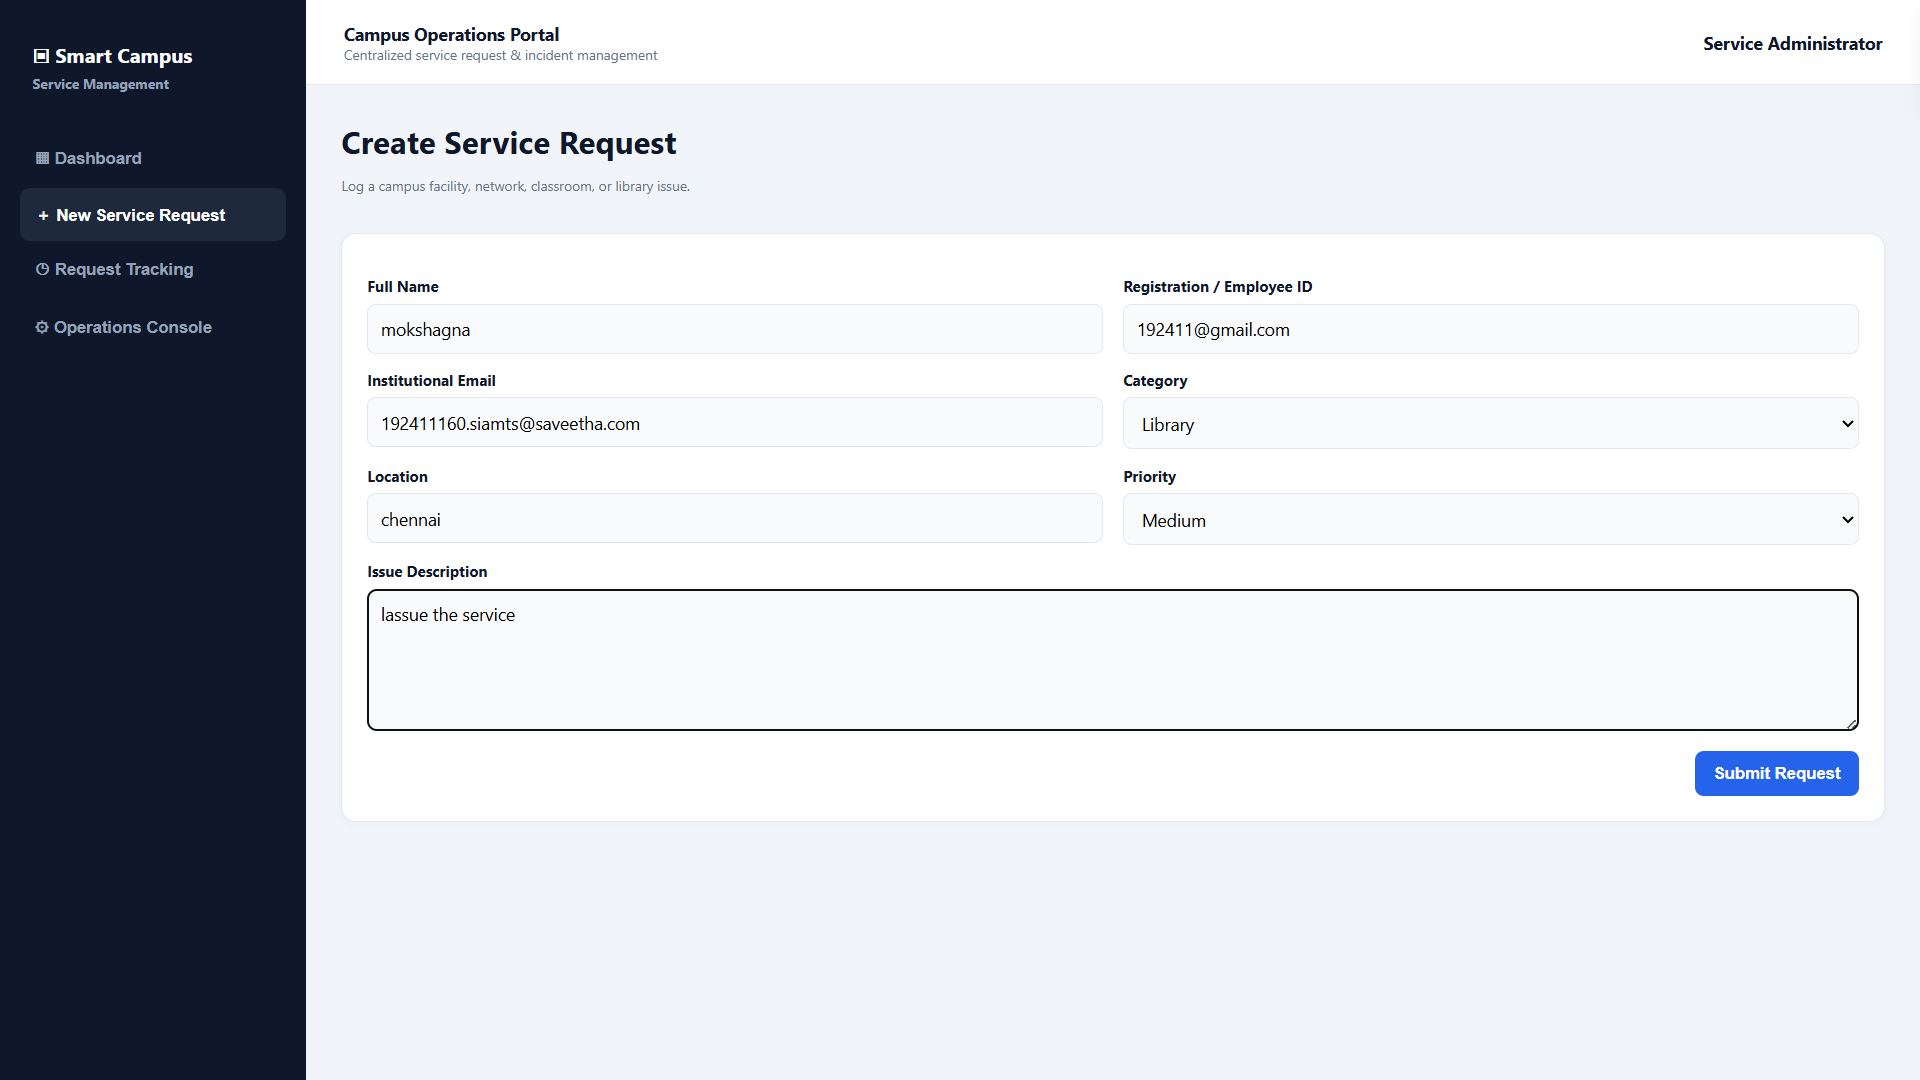 Smart Campus
Service Management
Dashboard
+ New Service Request
Request Tracking
Operations Console
Campus Operations Portal
Centralized service request & incident management
Service Administrator
Create Service Request
Log a campus facility, network, classroom, or library issue.
Full Name
mokshagna
Registration / Employee ID
192411@gmail.com
Institutional Email
192411160.siamts@saveetha.com
Category
Library
Location
chennai
Priority
Medium
Issue Description
lassue the service
Submit Request